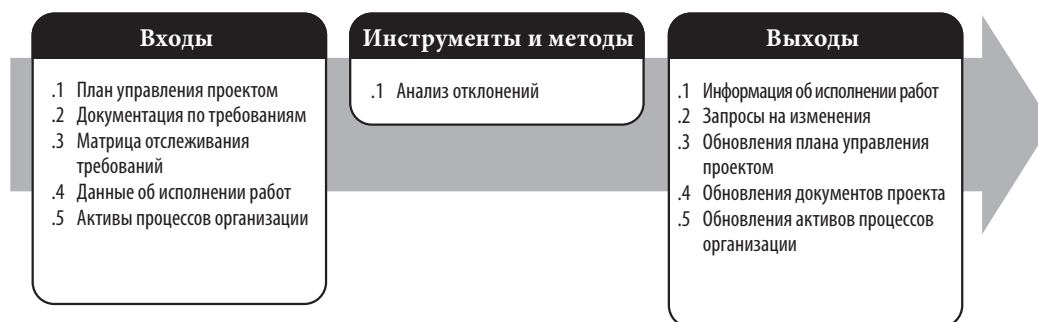 Входы
.1 План управления проектом
.2 Документация по требованиям
.3 Матрица отслеживания
требований
.4 Данные об исполнении работ
.5 Активы процессов организации
Инструменты и методы
.1 Анализ отклонений
Выходы
.1 Информация об исполнении работ
.2 Запросы на изменения
.3 Обновления плана управления
проектом
.4 Обновления документов проекта
.5 Обновления активов процессов
организации